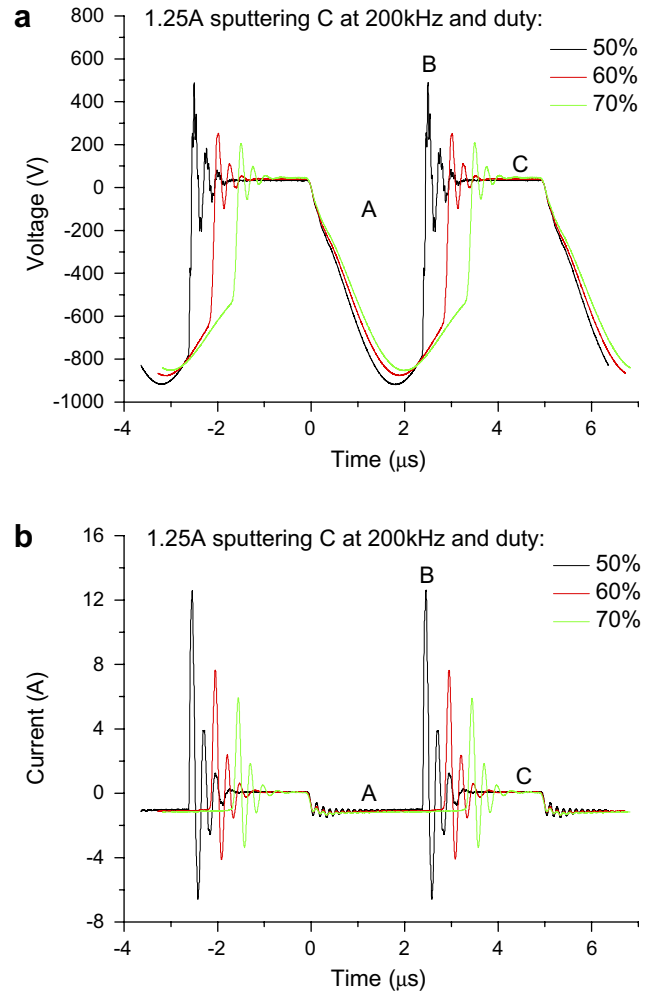 a
1.25A sputtering C at 200kHz and duty:
50%
60%
70%
B
C
A
800
600
400
200
0
-200
-400
-600
-800
-1000
Voltage (V)
-4
-2
0
2
4
6
Time (μs)
b
1.25A sputtering C at 200kHz and duty:
50%
60%
70%
B
A
C
16
12
8
4
0
-4
-8
Current (A)
-4
-2
0
2
4
6
Time (μs)